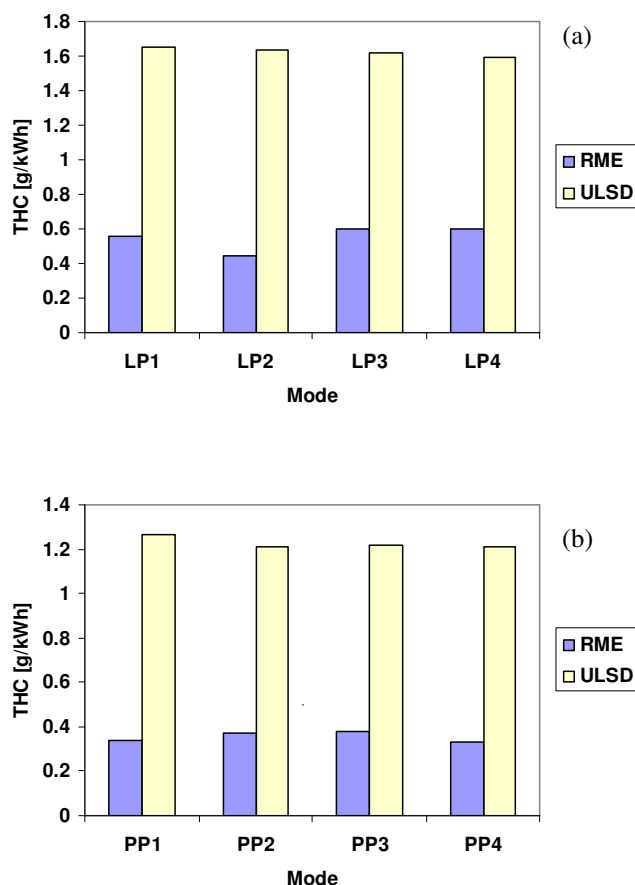 (a)
THC [g/kWh]
1.8
1.6
1.4
1.2
1
0.8
0.6
0.4
0.2
0
LP1 LP2 LP3 LP4
Mode
RME
ULSD
(b)
THC [g/kWh]
1.4
1.2
1
0.8
0.6
0.4
0.2
0
PP1 PP2 PP3 PP4
Mode
RME
ULSD